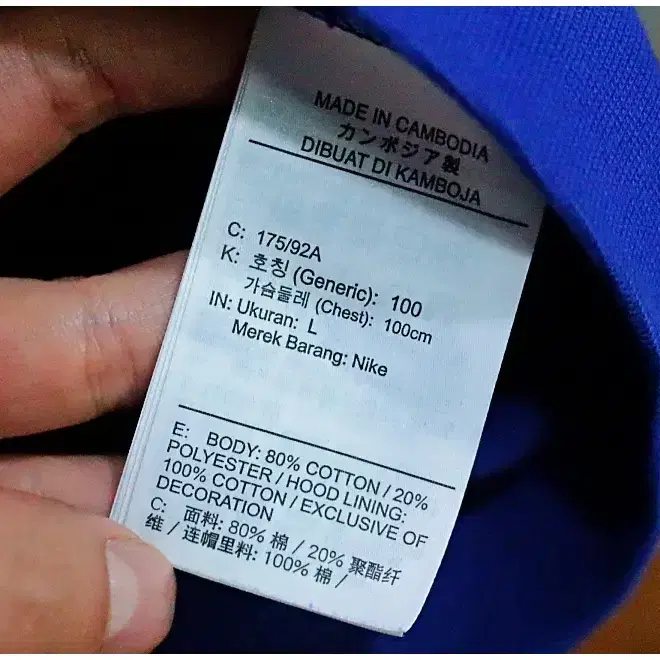 MADE IN CAMBODIA
カンボジア製
DIBUAT DI KAMBOJA
C: 175/92A
K: 호칭 (Generic): 100
가슴둘레 (Chest): 100cm
IN: Ukuran: L
Merek Barang: Nike
E: BODY: 80% COTTON / 20%
POLYESTER / HOOD LINING:
100% COTTON / EXCLUSIVE OF
DECORATION
C: 面料: 80% 棉 / 20% 聚酯纤
维 / 连帽里料: 100% 棉 /